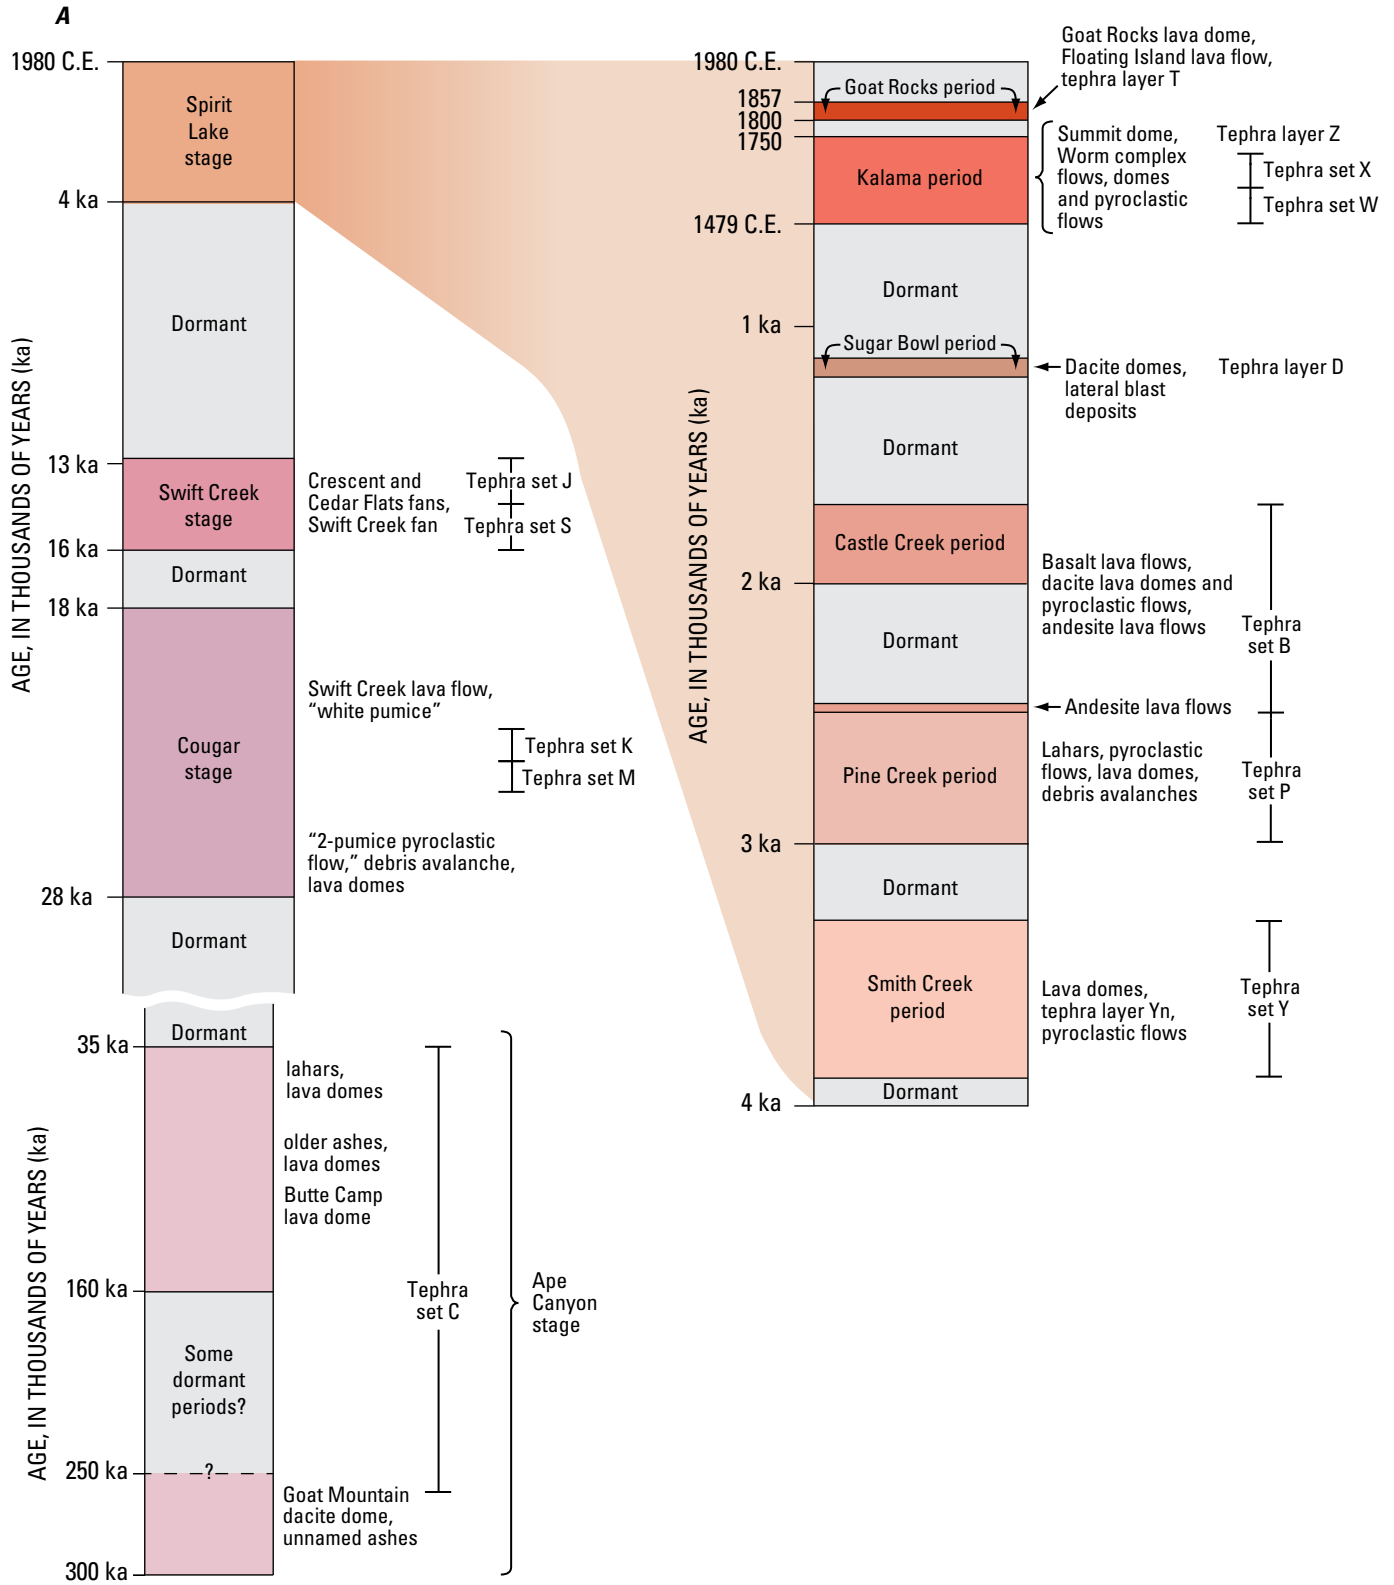 A
1980 C.E.
Spirit
Lake
stage
4 ka
Dormant
13 ka
Swift Creek
stage
Crescent and
Cedar Flats fans,
Swift Creek fan
Tephra set J
Tephra set S
16 ka
Dormant
18 ka
Cougar
stage
Swift Creek lava flow,
“white pumice”
Tephra set K
Tephra set M
“2-pumice pyroclastic
flow,” debris avalanche,
lava domes
28 ka
Dormant
AGE, IN THOUSANDS OF YEARS (ka)
Dormant
35 ka
lahars,
lava domes
older ashes,
lava domes
Butte Camp
lava dome
160 ka
Some
dormant
periods?
250 ka
?
Goat Mountain
dacite dome,
unnamed ashes
300 ka
Tephra
set C
Ape
Canyon
stage
AGE, IN THOUSANDS OF YEARS (ka)
1980 C.E.
Goat Rocks period
1857
1800
1750
Goat Rocks lava dome,
Floating Island lava flow,
tephra layer T
Kalama period
Summit dome,
Worm complex
flows, domes
and pyroclastic
flows
Tephra layer Z
Tephra set X
Tephra set W
1479 C.E.
Dormant
1 ka
Sugar Bowl period
Dacite domes,
lateral blast
deposits
Tephra layer D
Dormant
Castle Creek period
2 ka
Basalt lava flows,
dacite lava domes and
pyroclastic flows,
andesite lava flows
Tephra
set B
Dormant
Andesite lava flows
Pine Creek period
Lahars, pyroclastic
flows, lava domes,
debris avalanches
Tephra
set P
3 ka
Dormant
Smith Creek
period
Lava domes,
tephra layer Yn,
pyroclastic flows
Tephra
set Y
Dormant
4 ka
AGE, IN THOUSANDS OF YEARS (ka)